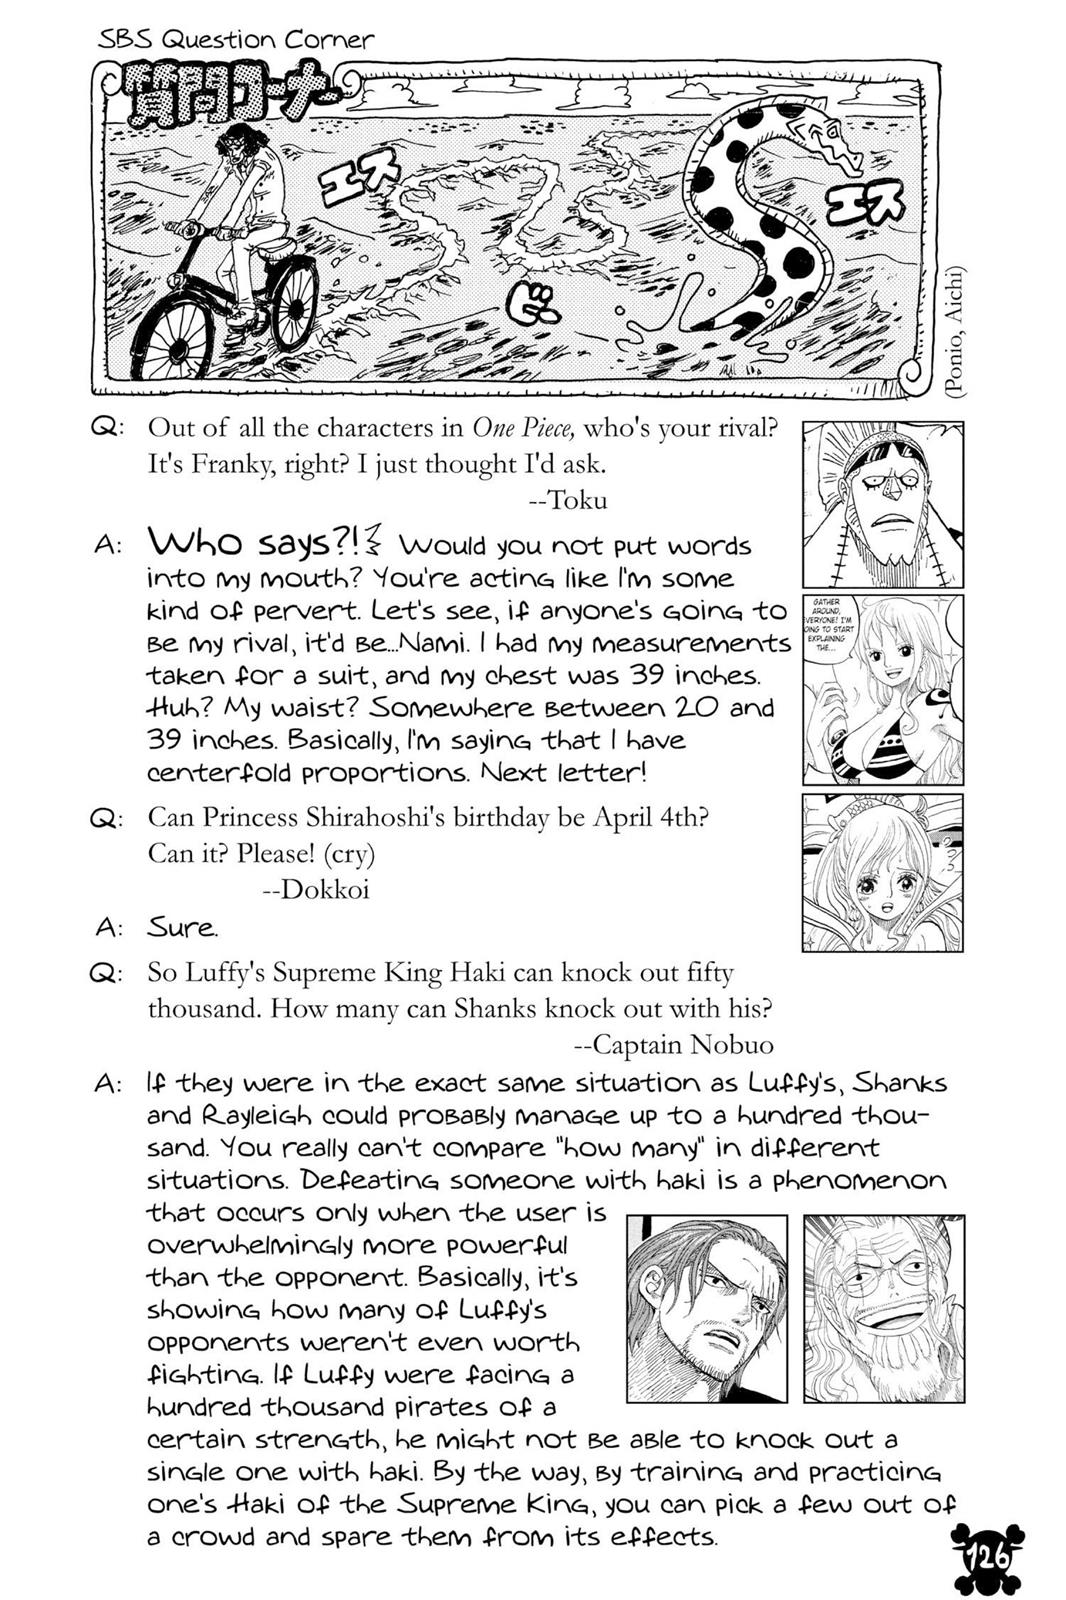 SBS Question Corner
質問コーナー
エス
ビー
エス
(Ponio, Aichi)
Q: Out of all the characters in One Piece, who's your rival?
It's Franky, right? I just thought I'd ask.
--Toku
A: Who says?! Would you not put words
into my mouth? You're acting like I'm some
kind of pervert. Let's see, if anyone's going to
be my rival, it'd be...Nami. I had my measurements
taken for a suit, and my chest was 39 inches.
Huh? My waist? Somewhere between 20 and
39 inches. Basically, I'm saying that I have
centerfold proportions. Next letter!
GATHER
AROUND,
EVERYONE! I'M
GOING TO START
EXPLAINING
THE...
Q: Can Princess Shirahoshi's birthday be April 4th?
Can it? Please! (cry)
--Dokkoi
A: Sure.
Q: So Luffy's Supreme King Haki can knock out fifty
thousand. How many can Shanks knock out with his?
--Captain Nobuo
A: If they were in the exact same situation as Luffy's, Shanks
and Rayleigh could probably manage up to a hundred thou-
sand. You really can't compare "how many" in different
situations. Defeating someone with haki is a phenomenon
that occurs only when the user is
overwhelmingly more powerful
than the opponent. Basically, it's
showing how many of Luffy's
opponents weren't even worth
fighting. If Luffy were facing a
hundred thousand pirates of a
certain strength, he might not be able to knock out a
single one with haki. By the way, by training and practicing
one's Haki of the Supreme King, you can pick a few out of
a crowd and spare them from its effects.
126